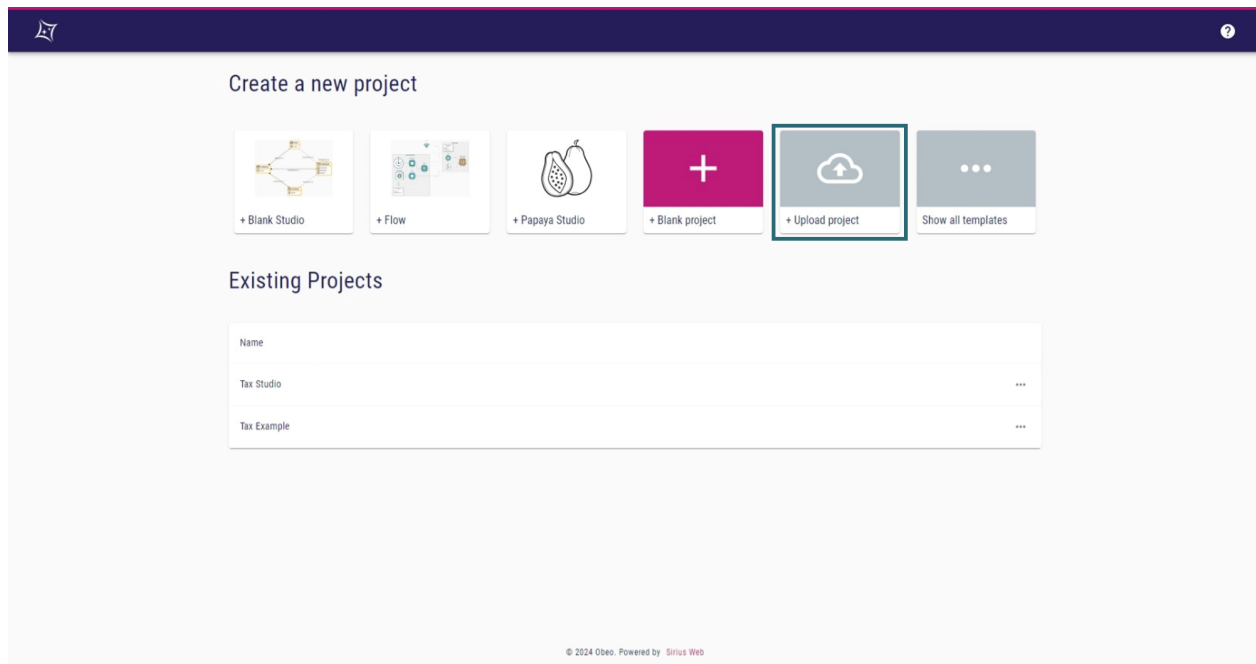 Create a new project
+ Blank Studio
+ Flow
+ Papaya Studio
+ Blank project
+ Upload project
Show all templates
Existing Projects
Name
Tax Studio
Tax Example
© 2024 Obeo. Powered by Sirius Web